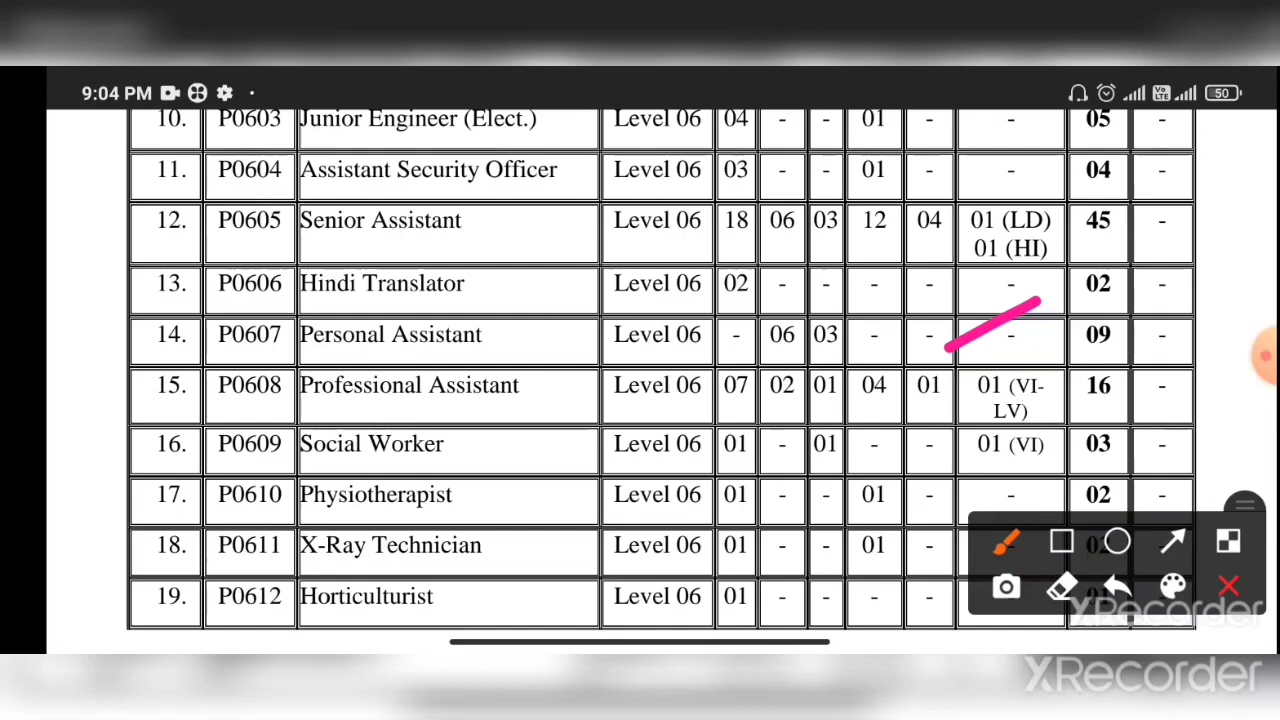 9:04 PM
Vo LTE
50
10. P0603 Junior Engineer (Elect.) Level 06 04 - - 01 - - 05 -
11. P0604 Assistant Security Officer Level 06 03 - - 01 - - 04 -
12. P0605 Senior Assistant Level 06 18 06 03 12 04 01 (LD) 45 -
01 (HI)
13. P0606 Hindi Translator Level 06 02 - - - - - 02 -
14. P0607 Personal Assistant Level 06 - 06 03 - - - 09 -
15. P0608 Professional Assistant Level 06 07 02 01 04 01 01 (VI- 16 -
LV)
16. P0609 Social Worker Level 06 01 - 01 - - 01 (VI) 03 -
17. P0610 Physiotherapist Level 06 01 - - 01 - - 02 -
18. P0611 X-Ray Technician Level 06 01 - - 01 - - 02
19. P0612 Horticulturist Level 06 01 - - - - 01
XRecorder
XRecorder